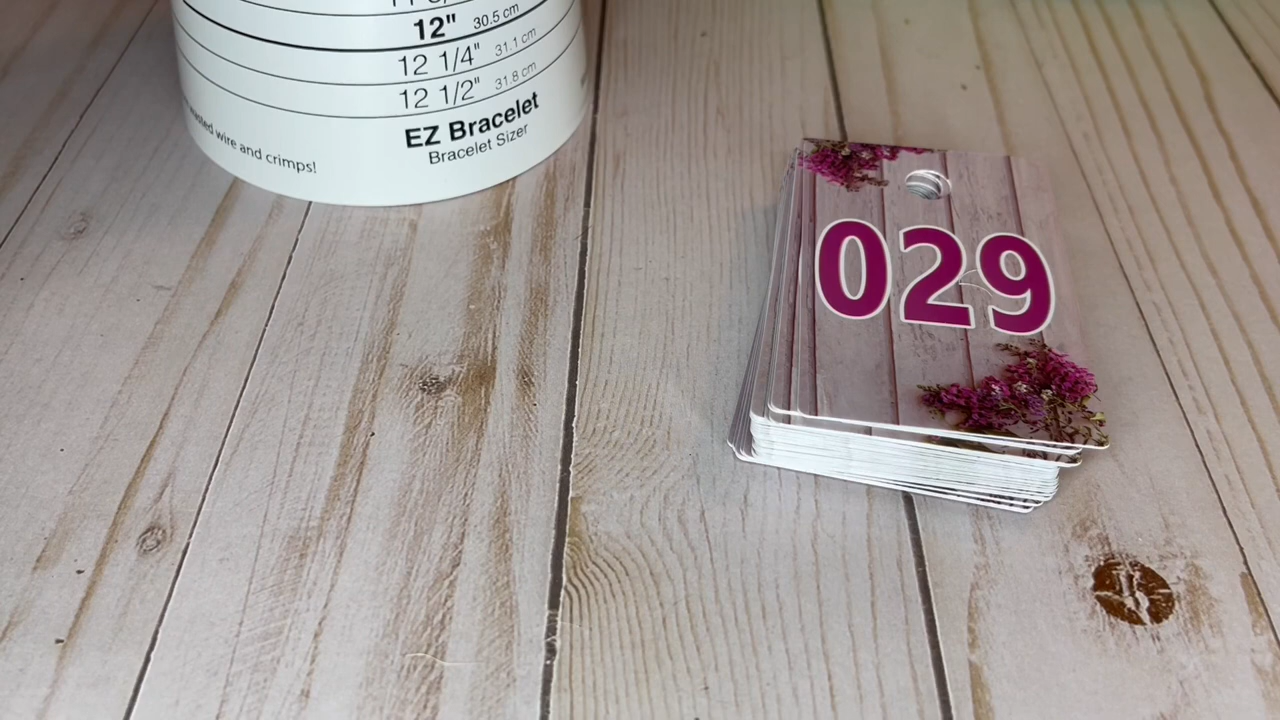 12" 30.5 cm
12 1/4" 31.1 cm
12 1/2" 31.8 cm
EZ Bracelet
Bracelet Sizer
wire and crimps!
029